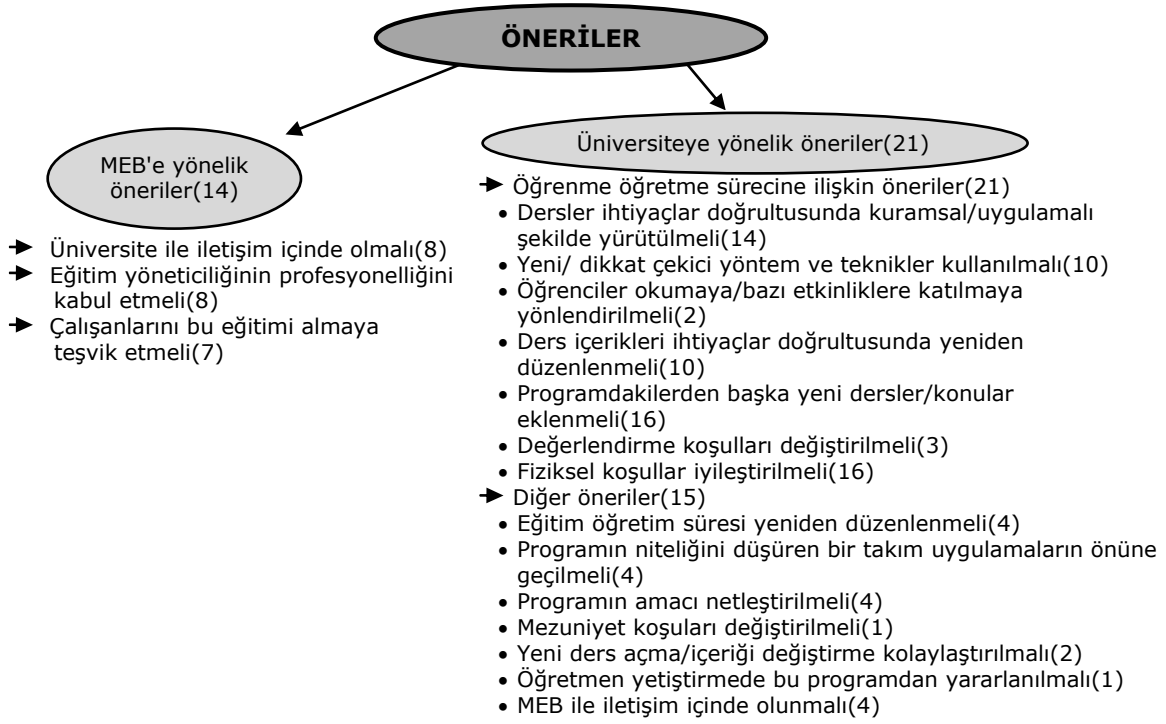 ÖNERİLER
MEB'e yönelik
öneriler(14)
Üniversite ile iletişim içinde olmalı(8)
Eğitim yöneticiliğinin profesyonelliğini
kabul etmeli(8)
Çalışanlarını bu eğitimi almaya
teşvik etmeli(7)
Üniversiteye yönelik öneriler(21)
Öğrenme öğretme sürecine ilişkin öneriler(21)
• Dersler ihtiyaçlar doğrultusunda kuramsal/uygulamalı
şekilde yürütülmeli(14)
• Yeni/ dikkat çekici yöntem ve teknikler kullanılmalı(10)
• Öğrenciler okumaya/bazı etkinliklere katılmaya
yönlendirilmeli(2)
• Ders içerikleri ihtiyaçlar doğrultusunda yeniden
düzenlenmeli(10)
• Programdakilerden başka yeni dersler/konular
eklenmeli(16)
• Değerlendirme koşulları değiştirilmeli(3)
• Fiziksel koşullar iyileştirilmeli(16)
Diğer öneriler(15)
• Eğitim öğretim süresi yeniden düzenlenmeli(4)
• Programın niteliğini düşüren bir takım uygulamaların önüne
geçilmeli(4)
• Programın amacı netleştirilmeli(4)
• Mezuniyet koşuları değiştirilmeli(1)
• Yeni ders açma/içeriği değiştirme kolaylaştırılmalı(2)
• Öğretmen yetiştirmede bu programdan yararlanılmalı(1)
• MEB ile iletişim içinde olunmalı(4)